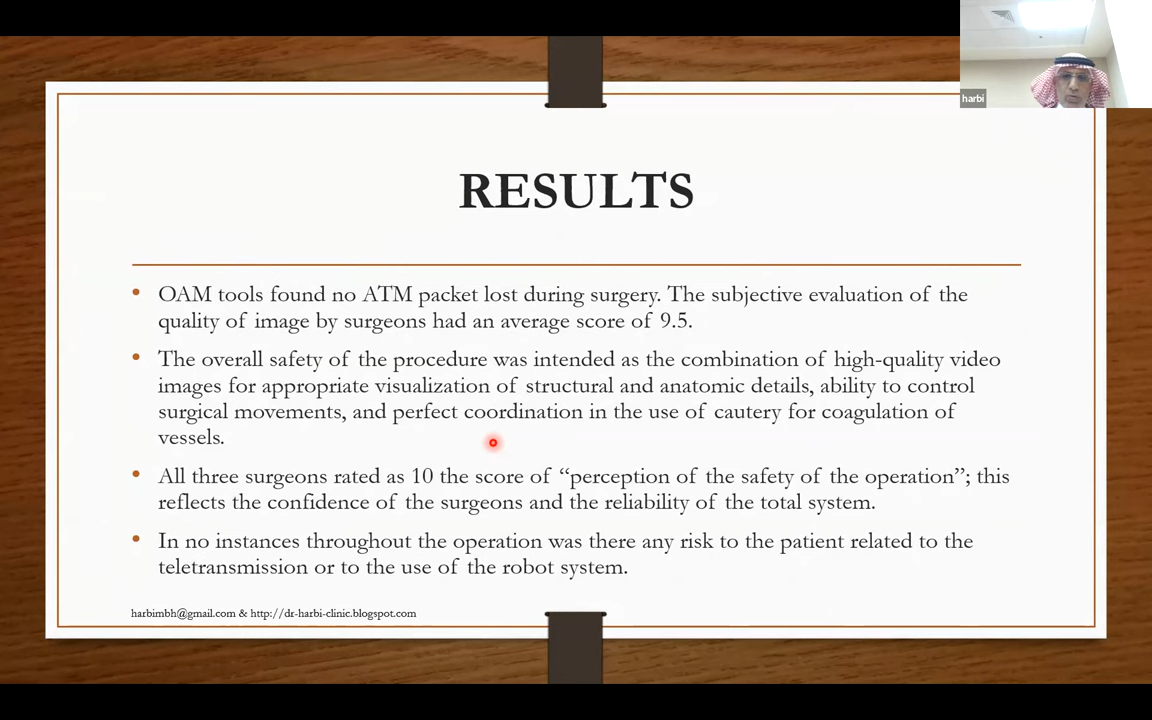 harbi
RESULTS
• OAM tools found no ATM packet lost during surgery. The subjective evaluation of the
quality of image by surgeons had an average score of 9.5.
• The overall safety of the procedure was intended as the combination of high-quality video
images for appropriate visualization of structural and anatomic details, ability to control
surgical movements, and perfect coordination in the use of cautery for coagulation of
vessels.
• All three surgeons rated as 10 the score of “perception of the safety of the operation”; this
reflects the confidence of the surgeons and the reliability of the total system.
• In no instances throughout the operation was there any risk to the patient related to the
teletransmission or to the use of the robot system.
harbimbh@gmail.com & http://dr-harbi-clinic.blogspot.com